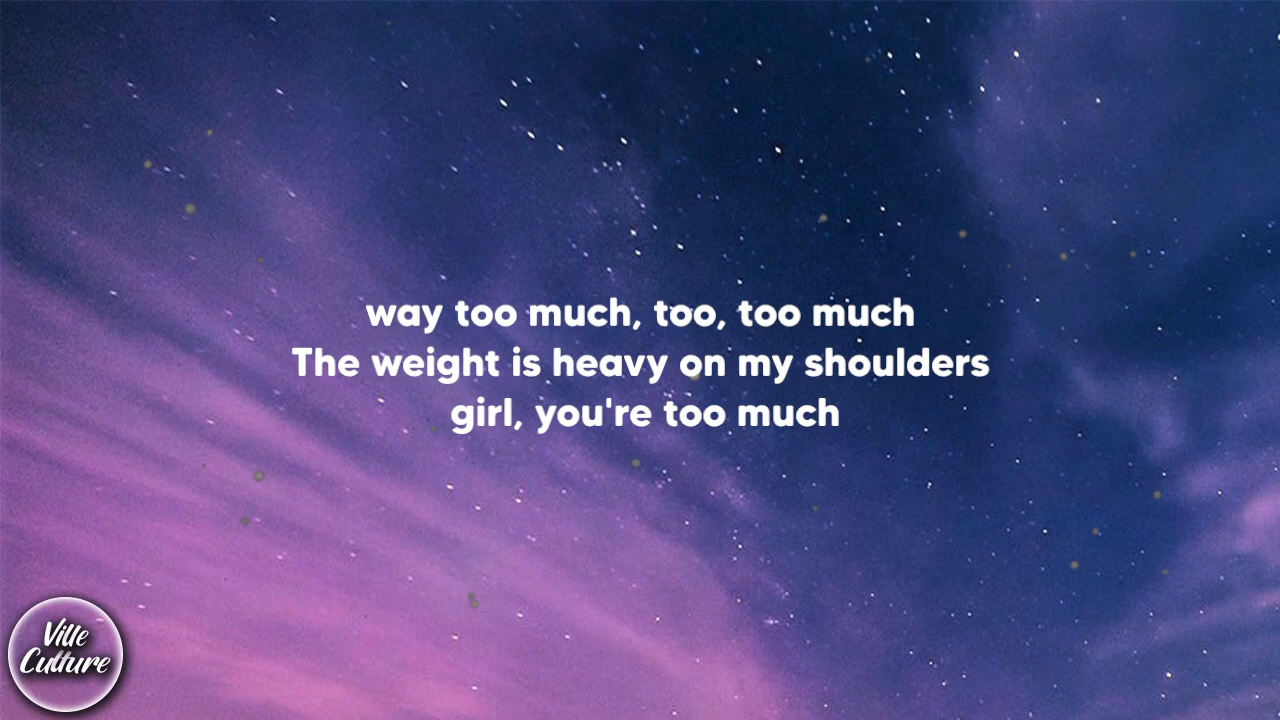 way too much, too, too much
The weight is heavy on my shoulders
girl, you're too much
Ville
Culture